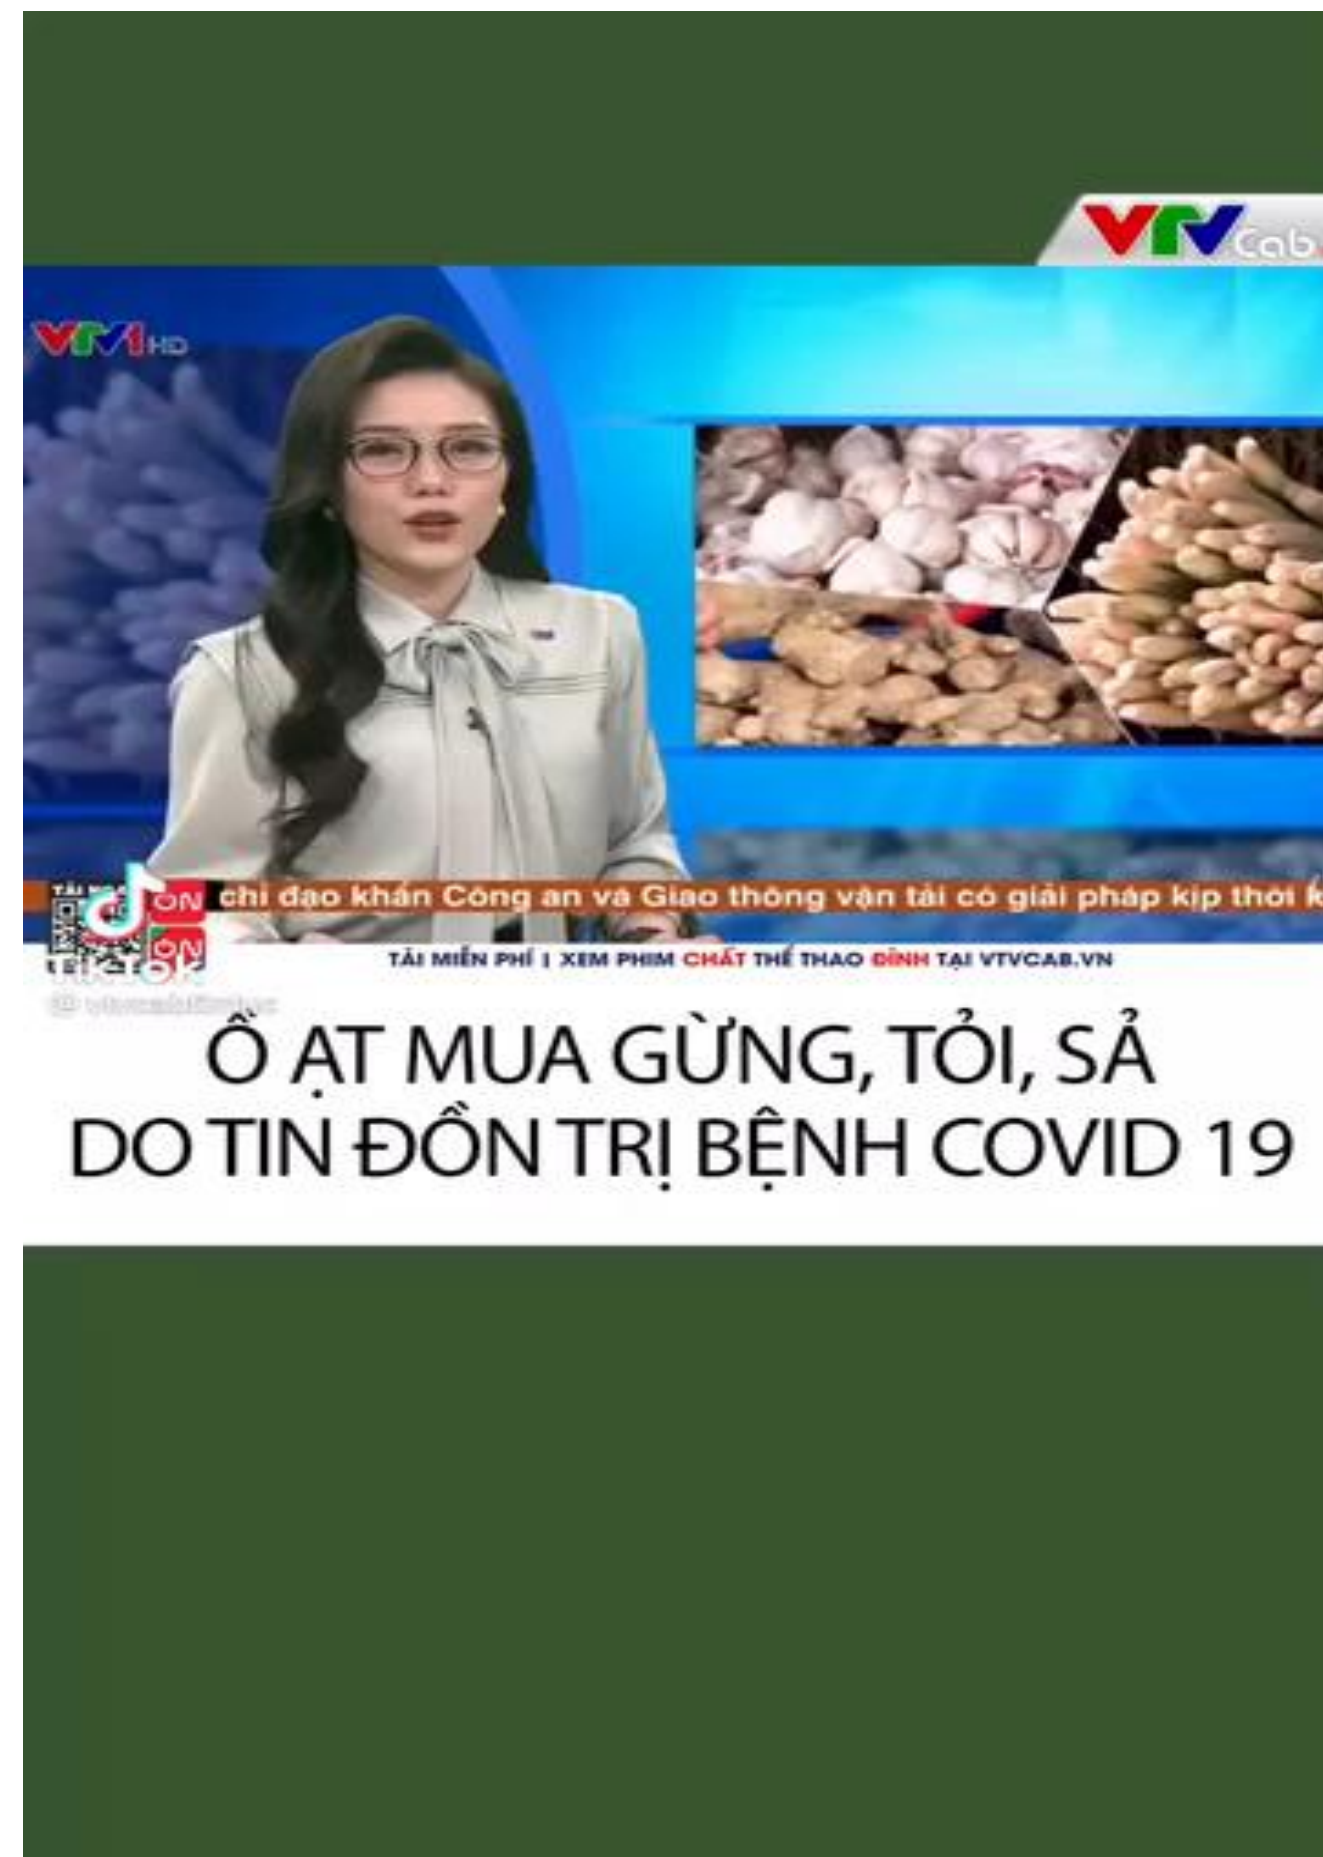 VTVCab
VTV1 HD
chỉ đạo khẩn Công an và Giao thông vận tải có giải pháp kịp thời
TikTok
TẢI MIỄN PHÍ | XEM PHIM CHẤT THỂ THAO ĐỈNH TẠI VTVCAB.VN
Ồ ẠT MUA GỪNG, TỎI, SẢ
DO TIN ĐỒN TRỊ BỆNH COVID 19